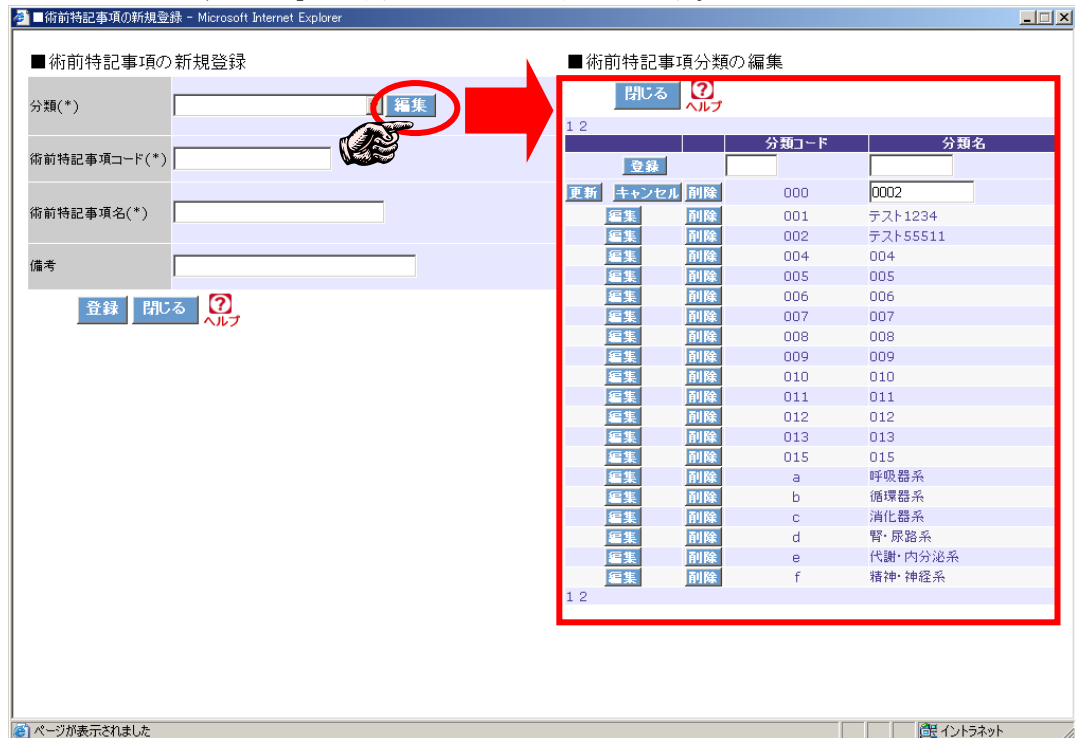 ■術前特記事項の新規登録 - Microsoft Internet Explorer
■術前特記事項の新規登録
分類(*)
編集
術前特記事項コード(*)
術前特記事項名(*)
備考
登録 閉じる ヘルプ
■術前特記事項分類の編集
閉じる ヘルプ
1 2
分類コード 分類名
登録
更新 キャンセル 削除 000 0002
編集 削除 001 テスト1234
編集 削除 002 テスト55511
編集 削除 004 004
編集 削除 005 005
編集 削除 006 006
編集 削除 007 007
編集 削除 008 008
編集 削除 009 009
編集 削除 010 010
編集 削除 011 011
編集 削除 012 012
編集 削除 013 013
編集 削除 015 015
編集 削除 a 呼吸器系
編集 削除 b 循環器系
編集 削除 c 消化器系
編集 削除 d 腎・尿路系
編集 削除 e 代謝・内分泌系
編集 削除 f 精神・神経系
1 2
ページが表示されました イントラネット